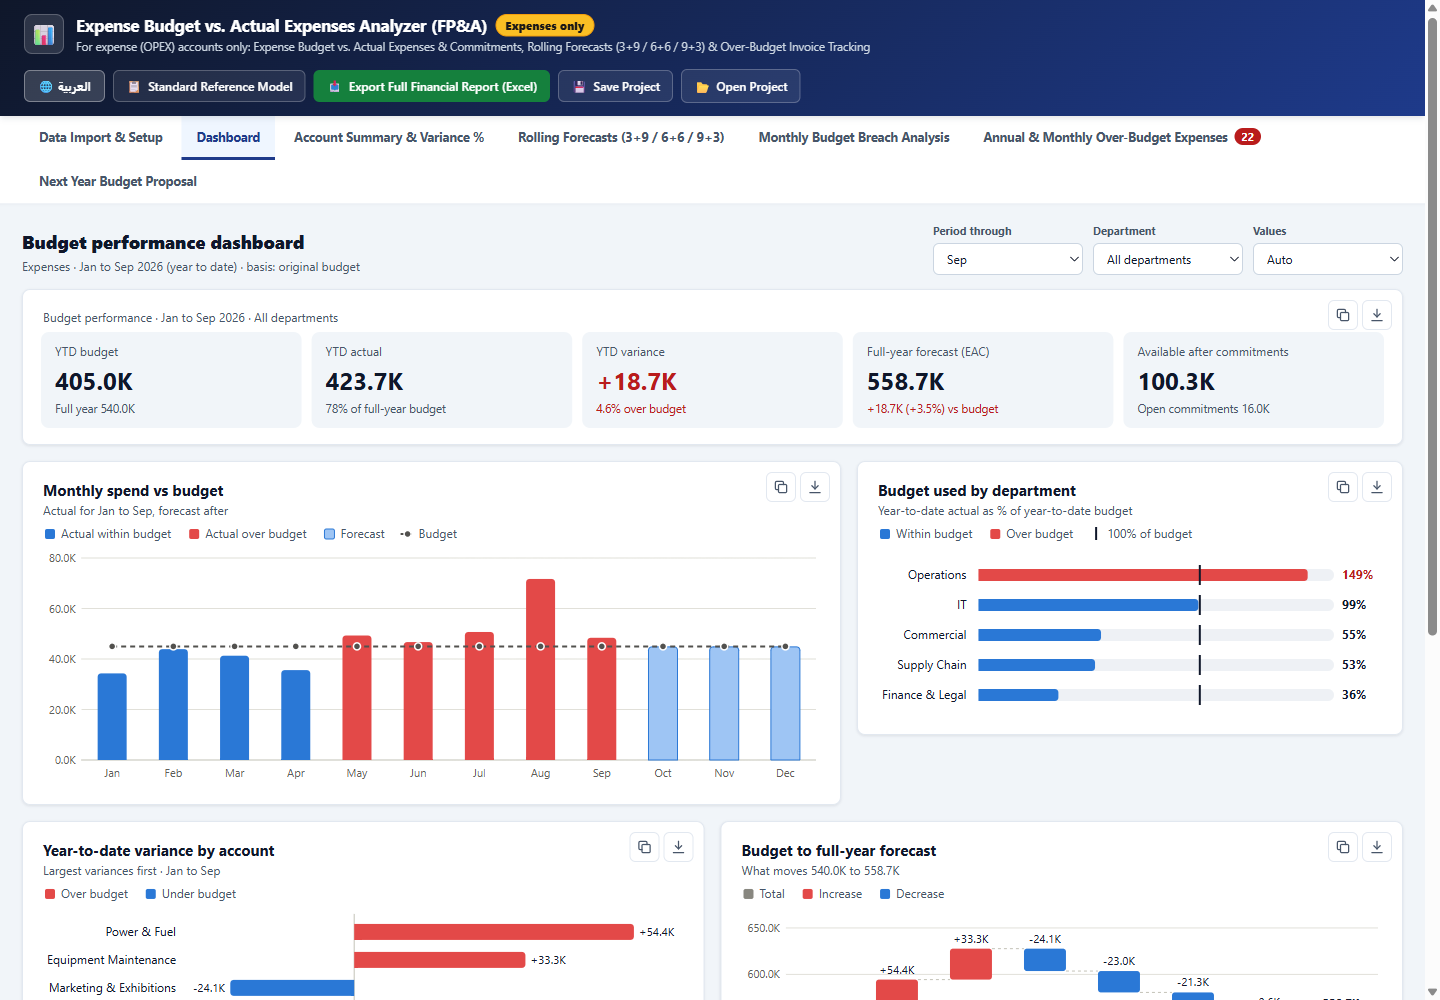 Expense Budget vs. Actual Expenses Analyzer (FP&A) Expenses only
For expense (OPEX) accounts only: Expense Budget vs. Actual Expenses & Commitments, Rolling Forecasts (3+9 / 6+6 / 9+3) & Over-Budget Invoice Tracking
العربية Standard Reference Model Export Full Financial Report (Excel) Save Project Open Project
Data Import & Setup Dashboard Account Summary & Variance % Rolling Forecasts (3+9 / 6+6 / 9+3) Monthly Budget Breach Analysis Annual & Monthly Over-Budget Expenses 22
Next Year Budget Proposal
Budget performance dashboard
Expenses · Jan to Sep 2026 (year to date) · basis: original budget
Period through Department Values
Sep All departments Auto
Budget performance · Jan to Sep 2026 · All departments
YTD budget
405.0K
Full year 540.0K
YTD actual
423.7K
78% of full-year budget
YTD variance
+18.7K
4.6% over budget
Full-year forecast (EAC)
558.7K
+18.7K (+3.5%) vs budget
Available after commitments
100.3K
Open commitments 16.0K
Monthly spend vs budget
Actual for Jan to Sep, forecast after
Actual within budget Actual over budget Forecast Budget
80.0K
60.0K
40.0K
20.0K
0.0K
Jan Feb Mar Apr May Jun Jul Aug Sep Oct Nov Dec
Budget used by department
Year-to-date actual as % of year-to-date budget
Within budget Over budget 100% of budget
Operations 149%
IT 99%
Commercial 55%
Supply Chain 53%
Finance & Legal 36%
Year-to-date variance by account
Largest variances first · Jan to Sep
Over budget Under budget
Power & Fuel +54.4K
Equipment Maintenance +33.3K
Marketing & Exhibitions -24.1K
Budget to full-year forecast
What moves 540.0K to 558.7K
Total Increase Decrease
650.0K
600.0K
+54.4K
+33.3K
-24.1K
-23.0K
-21.3K